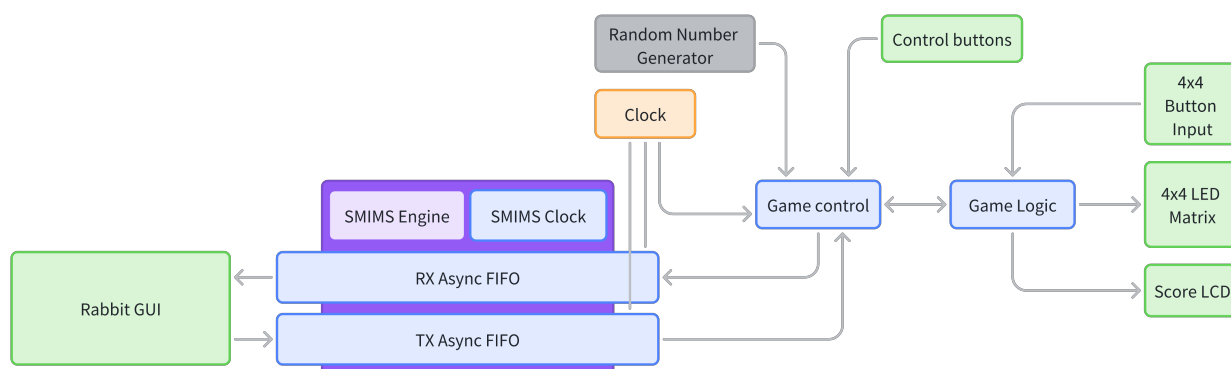 Random Number
Generator
Control buttons
4x4
Button
Input
Clock
SMIMS Engine
SMIMS Clock
Game control
Game Logic
4x4 LED
Matrix
RX Async FIFO
Score LCD
Rabbit GUI
TX Async FIFO